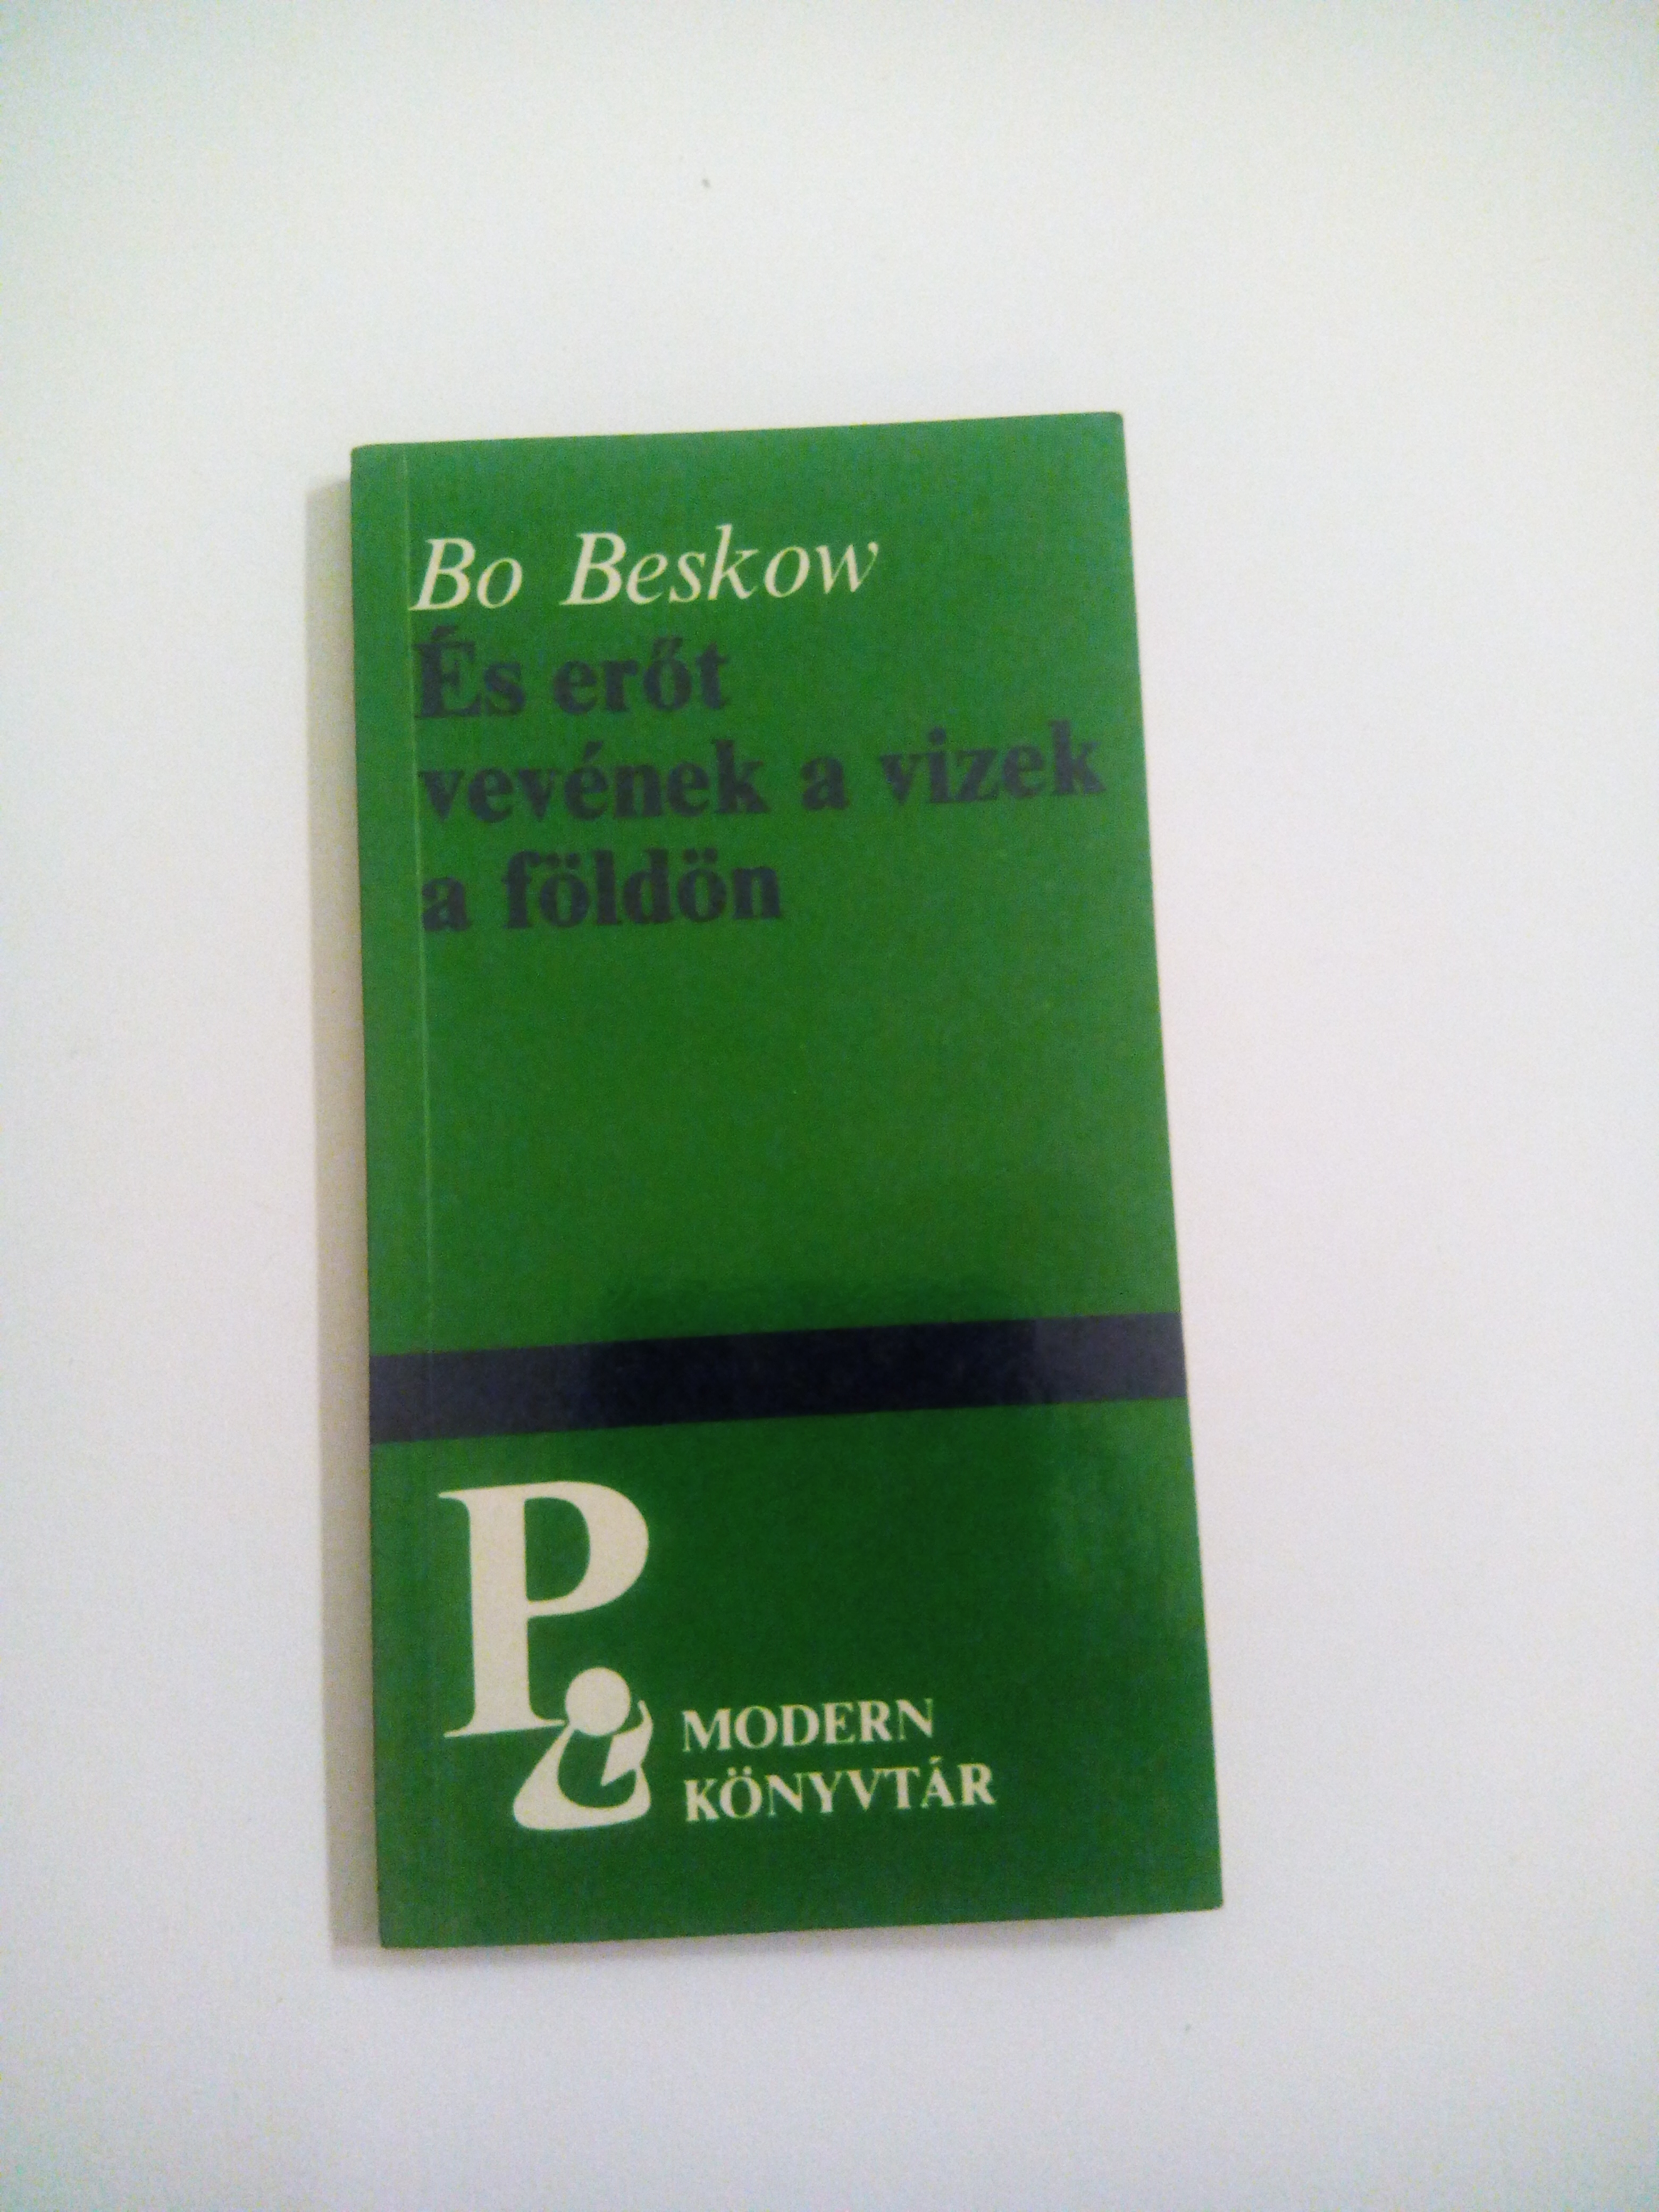 Bo Beskow
És erőt
vevének a vizek
a földön
P
MODERN
KÖNYVTÁR